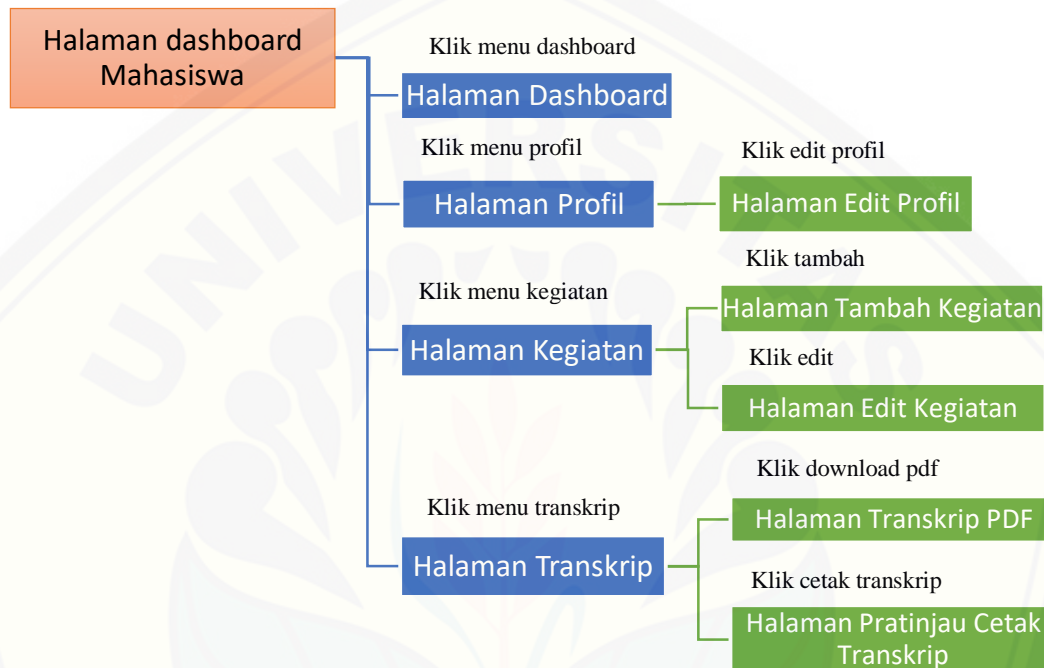 Halaman dashboard
Mahasiswa
Klik menu dashboard
Halaman Dashboard
Klik menu profil
Halaman Profil
Klik edit profil
Halaman Edit Profil
Klik menu kegiatan
Halaman Kegiatan
Klik tambah
Halaman Tambah Kegiatan
Klik edit
Halaman Edit Kegiatan
Klik menu transkrip
Halaman Transkrip
Klik download pdf
Halaman Transkrip PDF
Klik cetak transkrip
Halaman Pratinjau Cetak
Transkrip
UNIVERSITAS